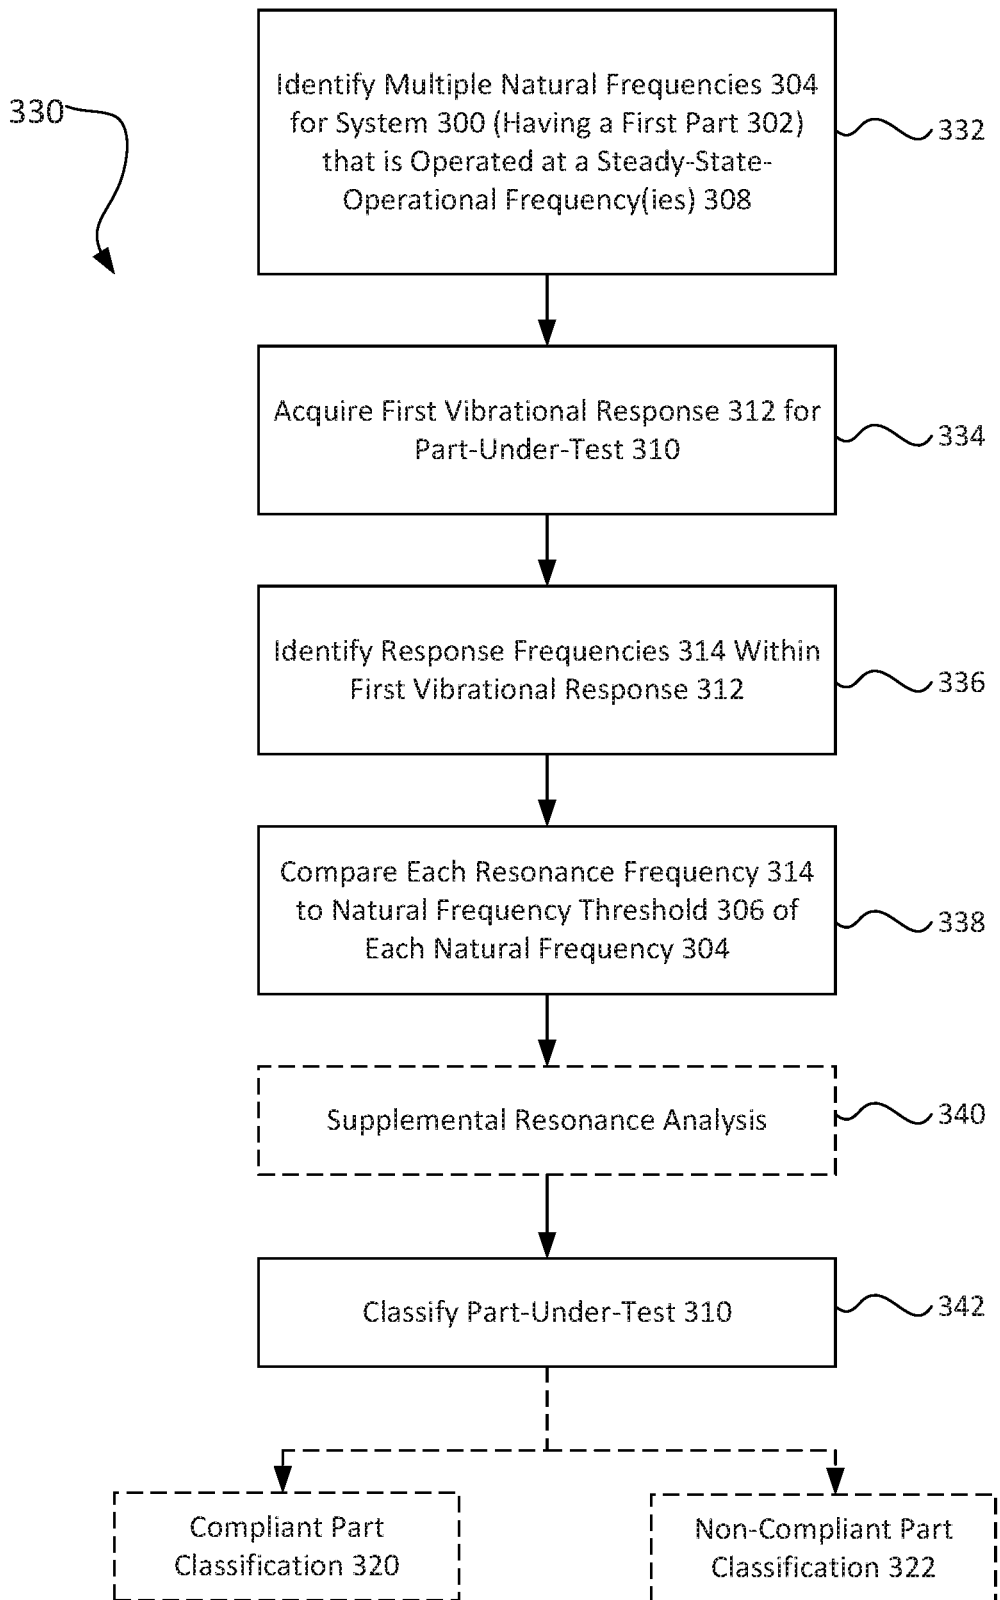 330
Identify Multiple Natural Frequencies 304
for System 300 (Having a First Part 302)
that is Operated at a Steady-State-
Operational Frequency(ies) 308
332
Acquire First Vibrational Response 312 for
Part-Under-Test 310
334
Identify Response Frequencies 314 Within
First Vibrational Response 312
336
Compare Each Resonance Frequency 314
to Natural Frequency Threshold 306 of
Each Natural Frequency 304
338
Supplemental Resonance Analysis
340
Classify Part-Under-Test 310
342
Compliant Part
Classification 320
Non-Compliant Part
Classification 322